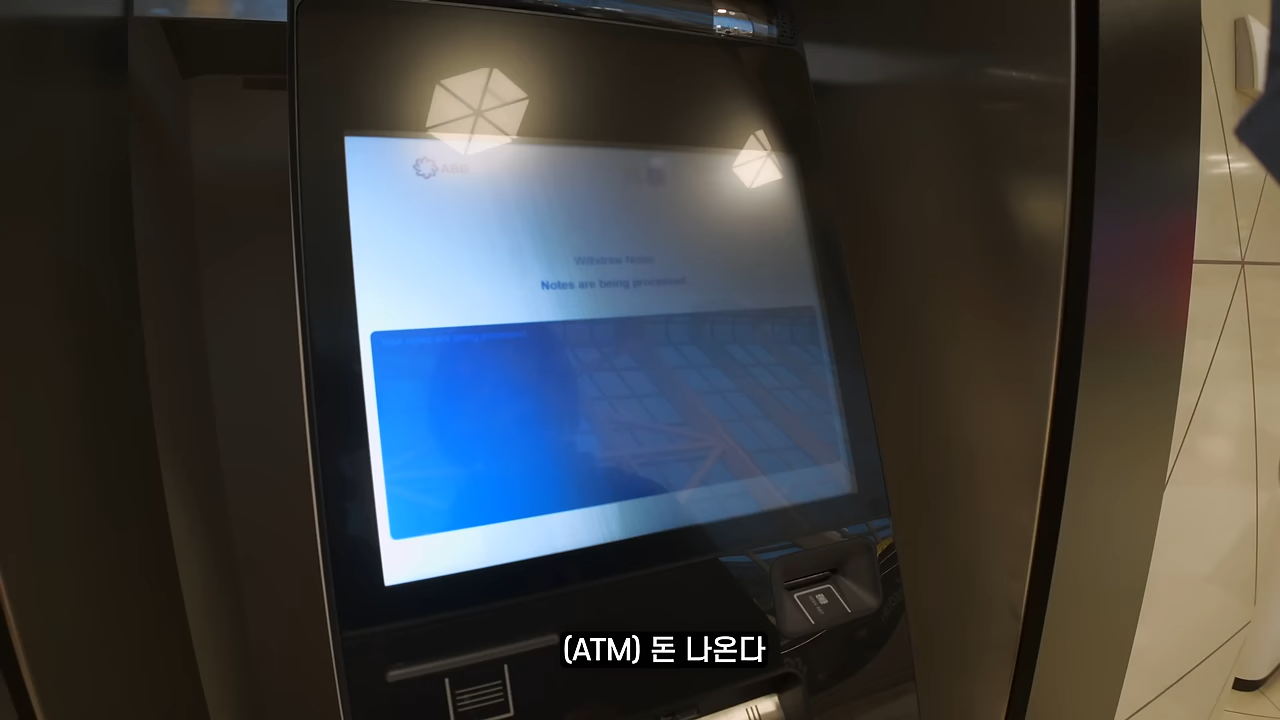 ABB
Withdraw Notes
Notes are being processed
(ATM) 돈 나온다